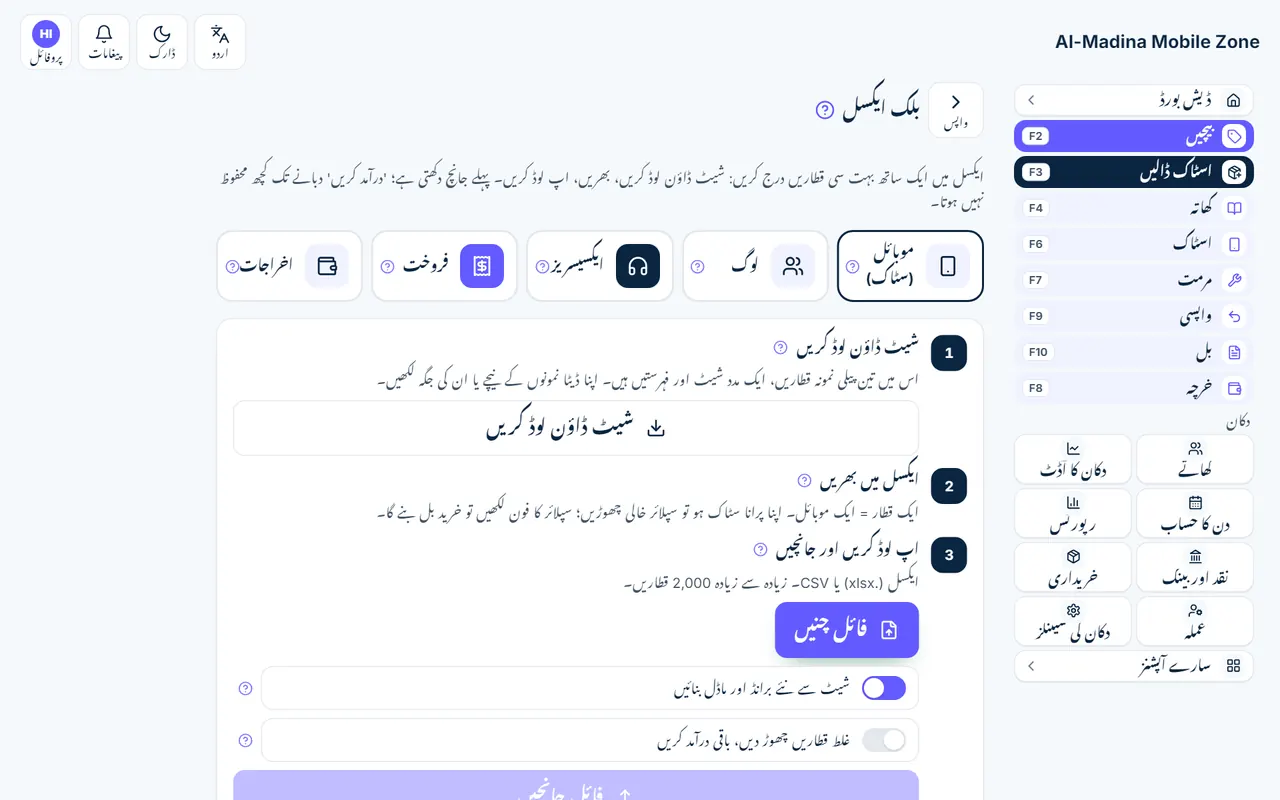 Al-Madina Mobile Zone
اردو
ڈارک
پیغامات
HI
پروفائل
ڈیش بورڈ
بیچیں F2
اسٹاک ڈالیں F3
کھاتہ F4
اسٹاک F6
مرمت F7
واپسی F9
بل F10
خرچہ F8
دکان
کھاتے
دکان کا آڈٹ
دن کا حساب
رپورٹس
نقد اور بینک
خریداری
عملہ
دکان کی سیٹنگز
سارے آپشنز
واپس
بلک ایکسل
ایکسل میں ایک ساتھ بہت سی قطاریں درج کریں: شیٹ ڈاؤن لوڈ کریں، بھریں، اپ لوڈ کریں۔ پہلے جانچ دکھتی ہے؛ 'درآمد کریں' دبانے تک کچھ محفوظ
نہیں ہوتا۔
موبائل
(سٹاک)
لوگ
ایکسیسریز
فروخت
اخراجات
1
شیٹ ڈاؤن لوڈ کریں
اس میں تین پیلی نمونہ قطاریں، ایک مدد شیٹ اور فہرستیں ہیں۔ اپنا ڈیٹا نمونوں کے نیچے یا ان کی جگہ لکھیں۔
شیٹ ڈاؤن لوڈ کریں
2
ایکسل میں بھریں
ایک قطار = ایک موبائل۔ اپنا پرانا سٹاک ہو تو سپلائر خالی چھوڑیں؛ سپلائر کا فون لکھیں تو خرید بل بنے گا۔
3
اپ لوڈ کریں اور جانچیں
ایکسل (.xlsx) یا CSV۔ زیادہ سے زیادہ 2,000 قطاریں۔
فائل چنیں
شیٹ سے نئے برانڈ اور ماڈل بنائیں
غلط قطاریں چھوڑ دیں، باقی درآمد کریں
فائل جانچیں